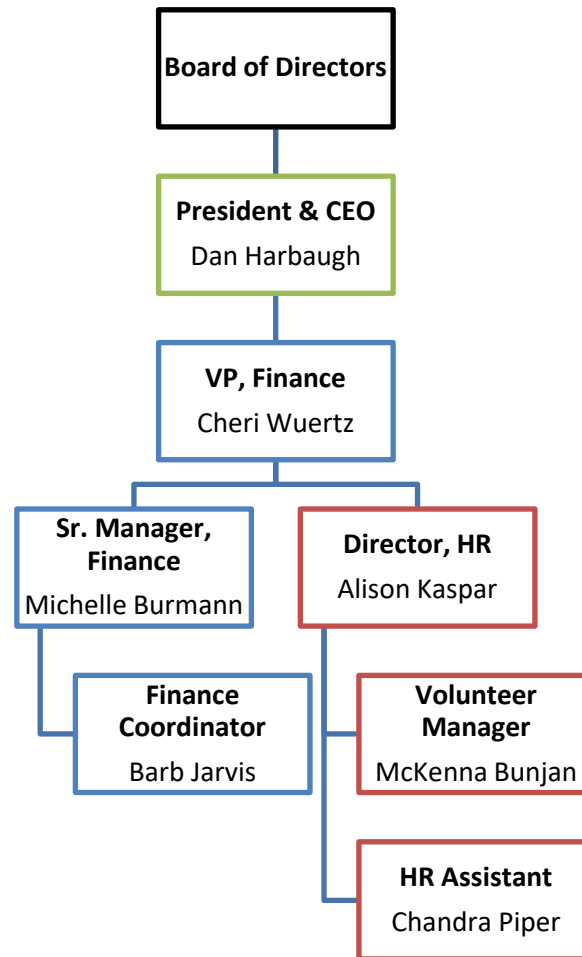 Board of Directors
President & CEO
Dan Harbaugh
VP, Finance
Cheri Wuertz
Sr. Manager,
Finance
Michelle Burmann
Director, HR
Alison Kaspar
Finance
Coordinator
Barb Jarvis
Volunteer
Manager
McKenna Bunjan
HR Assistant
Chandra Piper